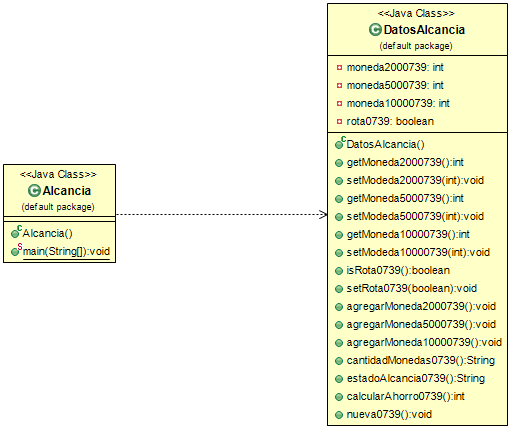 <<Java Class>>
Alcancia
(default package)
Alcancia()
main(String[]):void
<<Java Class>>
DatosAlcancia
(default package)
moneda2000739: int
moneda5000739: int
moneda10000739: int
rota0739: boolean
DatosAlcancia()
getMoneda2000739():int
setModeda2000739(int):void
getMoneda5000739():int
setModeda5000739(int):void
getMoneda10000739():int
setModeda10000739(int):void
isRota0739():boolean
setRota0739(boolean):void
agregarMoneda2000739():void
agregarMoneda5000739():void
agregarMoneda10000739():void
cantidadMonedas0739():String
estadoAlcancia0739():String
calcularAhorro0739():int
nueva0739():void